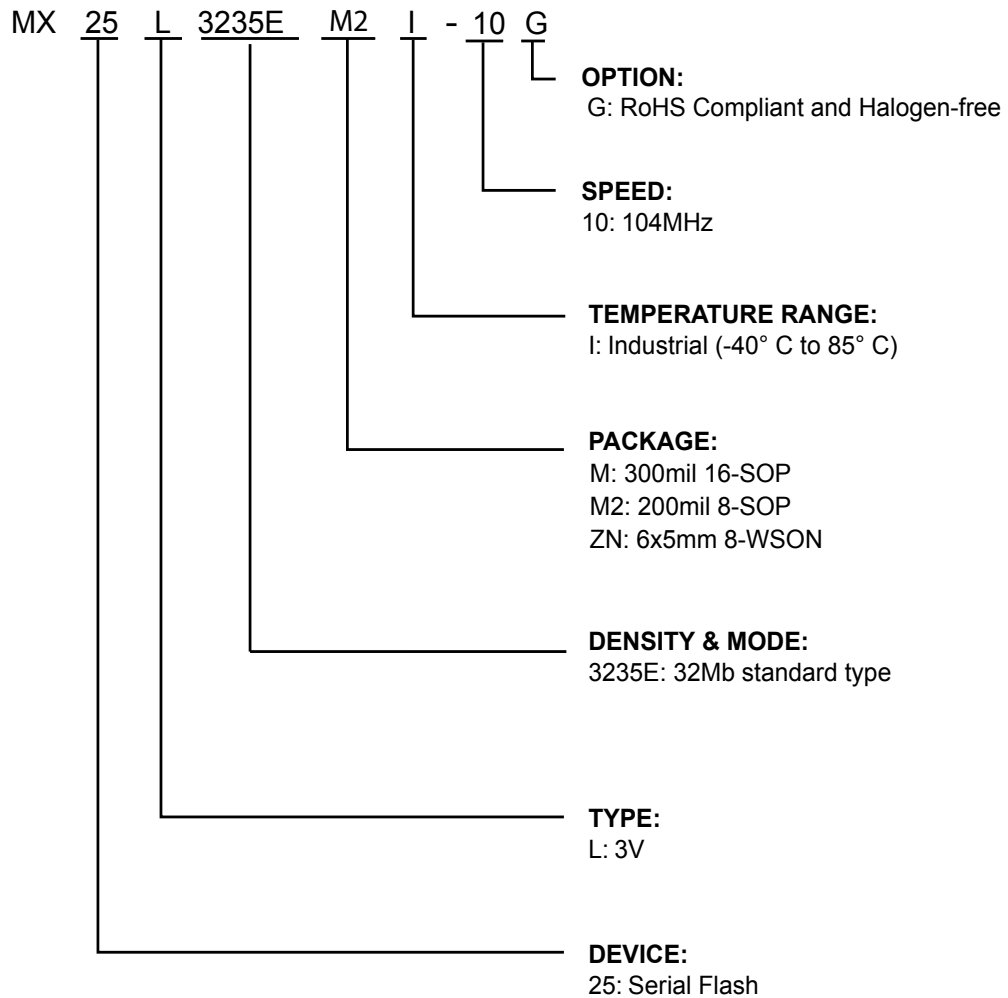 MX 25 L 3235E M2 I - 10 G
OPTION:
G: RoHS Compliant and Halogen-free
SPEED:
10: 104MHz
TEMPERATURE RANGE:
I: Industrial (-40° C to 85° C)
PACKAGE:
M: 300mil 16-SOP
M2: 200mil 8-SOP
ZN: 6x5mm 8-WSON
DENSITY & MODE:
3235E: 32Mb standard type
TYPE:
L: 3V
DEVICE:
25: Serial Flash